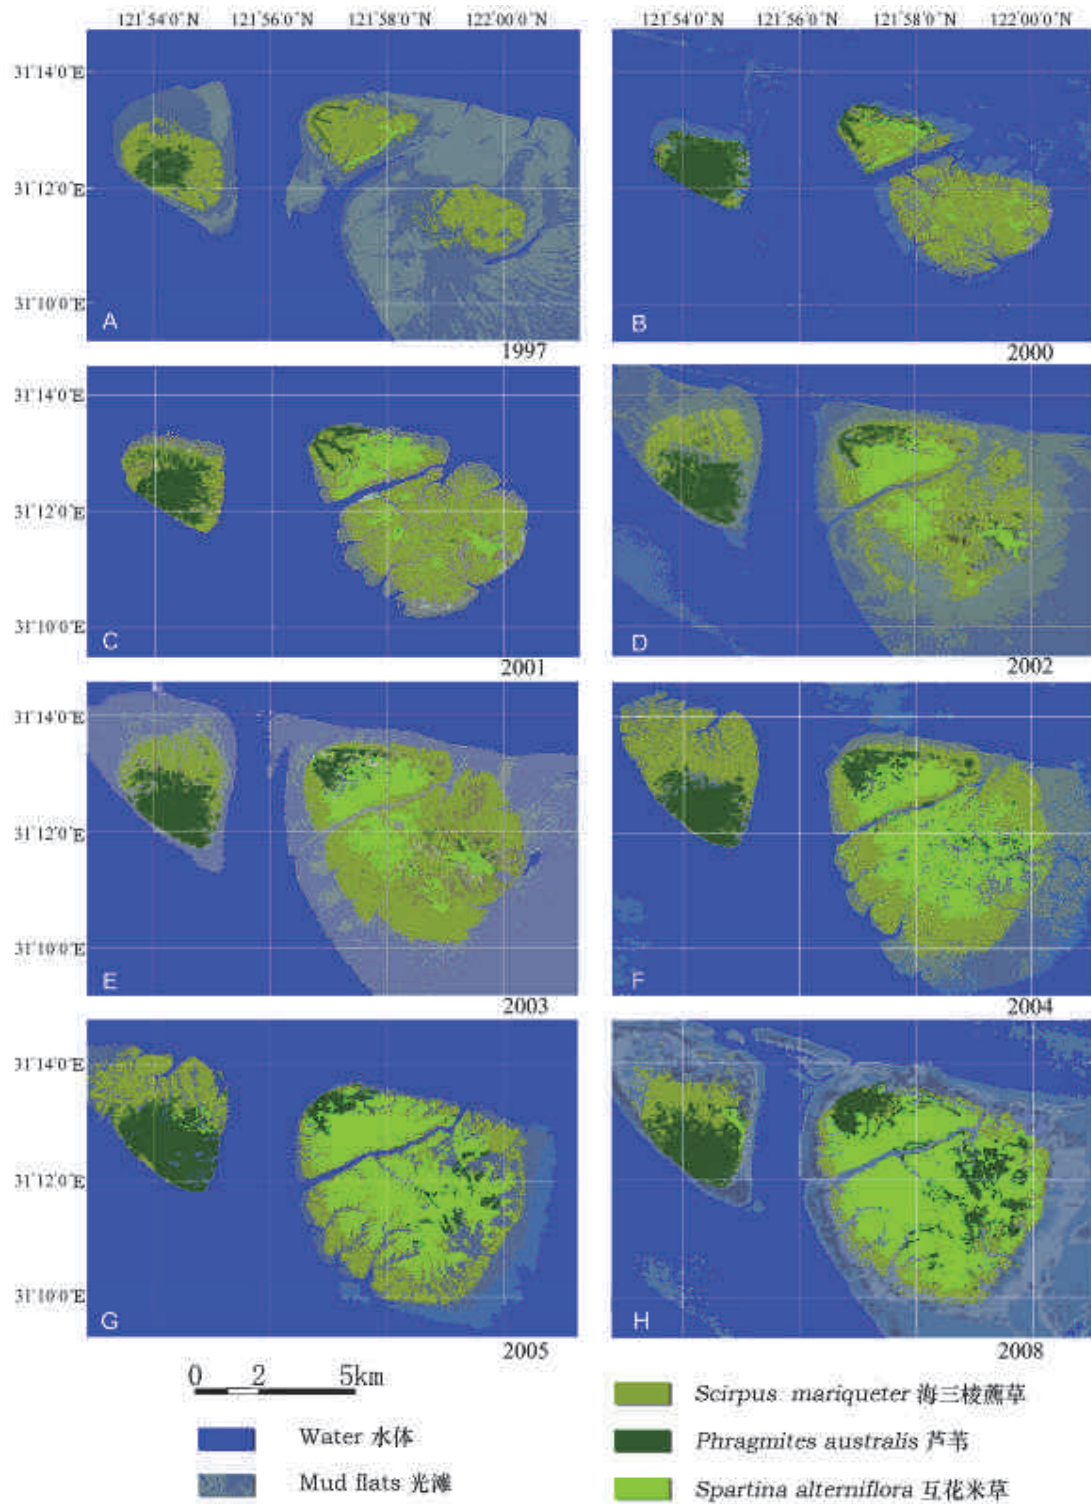 121°54'0"N 121°56'0"N 121°58'0"N 122°00'0"N
121°54'0"N 121°56'0"N 121°58'0"N 122°00'0"N
31°14'0"E
31°12'0"E
31°10'0"E
A
1997
B
2000
31°14'0"E
31°12'0"E
31°10'0"E
C
2001
D
2002
31°14'0"E
31°12'0"E
31°10'0"E
E
2003
F
2004
31°14'0"E
31°12'0"E
31°10'0"E
G
2005
H
2008
0 2 5km
Water 水体
Mud flats 光滩
Scirpus mariqueter 海三棱藨草
Phragmites australis 芦苇
Spartina alterniflora 互花米草